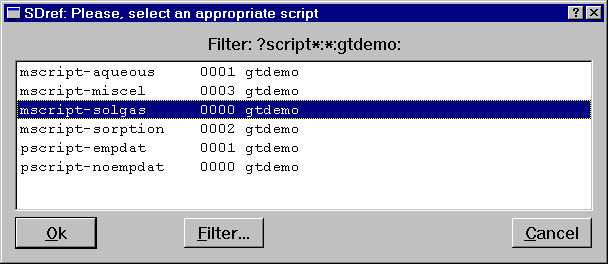 SDref: Please, select an appropriate script
Filter: ?script*:*:gtdemo:
mscript-aqueous 0001 gtdemo
mscript-miscel 0003 gtdemo
mscript-solgas 0000 gtdemo
mscript-sorption 0002 gtdemo
pscript-empdat 0001 gtdemo
pscript-noempdat 0000 gtdemo
Ok Filter... Cancel